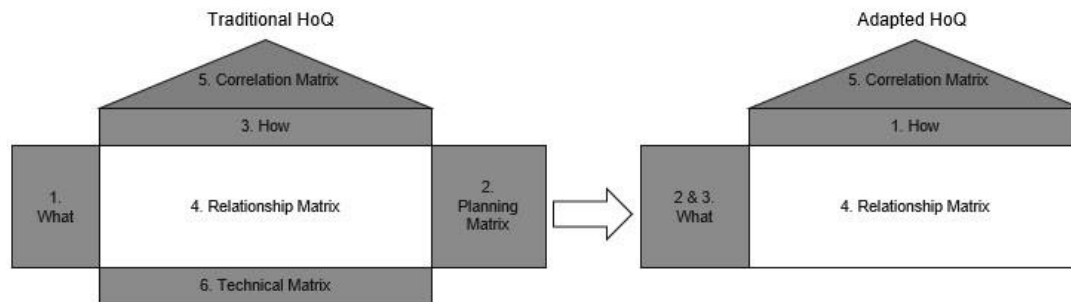 Traditional HoQ
5. Correlation Matrix
3. How
1.
What
4. Relationship Matrix
2.
Planning
Matrix
6. Technical Matrix
Adapted HoQ
5. Correlation Matrix
1. How
2 & 3.
What
4. Relationship Matrix